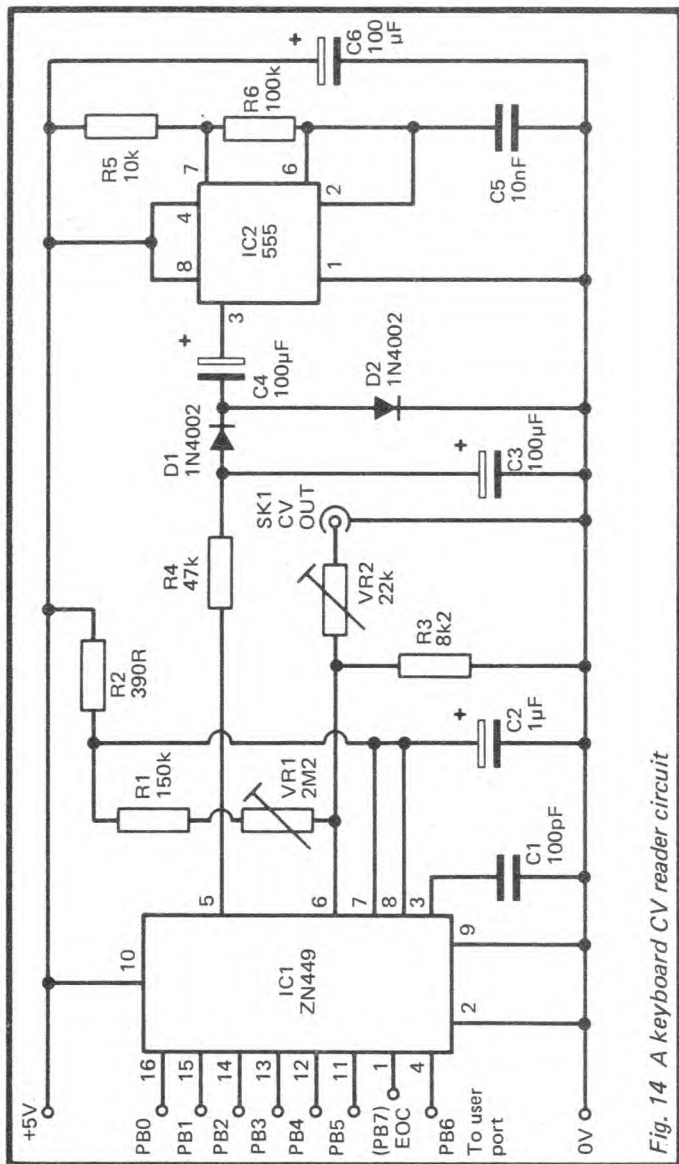 +5V
R5
10k
R2
390R
C6
100
µF
+
R6
100k
R1
150k
D1
1N4002
+
C4
100µF
8
4
7
IC2
555
3
6
2
1
R4
47k
VR1
2M2
SK1
CV
OUT
D2
1N4002
10
IC1
ZN449
5
6
7
8
3
9
2
VR2
22k
R3
8k2
+
C3
100µF
C5
10nF
+
C2
1µF
C1
100pF
PB0
16
PB1
15
PB2
14
PB3
13
PB4
12
PB5
11
(PB7)
EOC
1
PB6
4
To user
port
0V
Fig. 14 A keyboard CV reader circuit